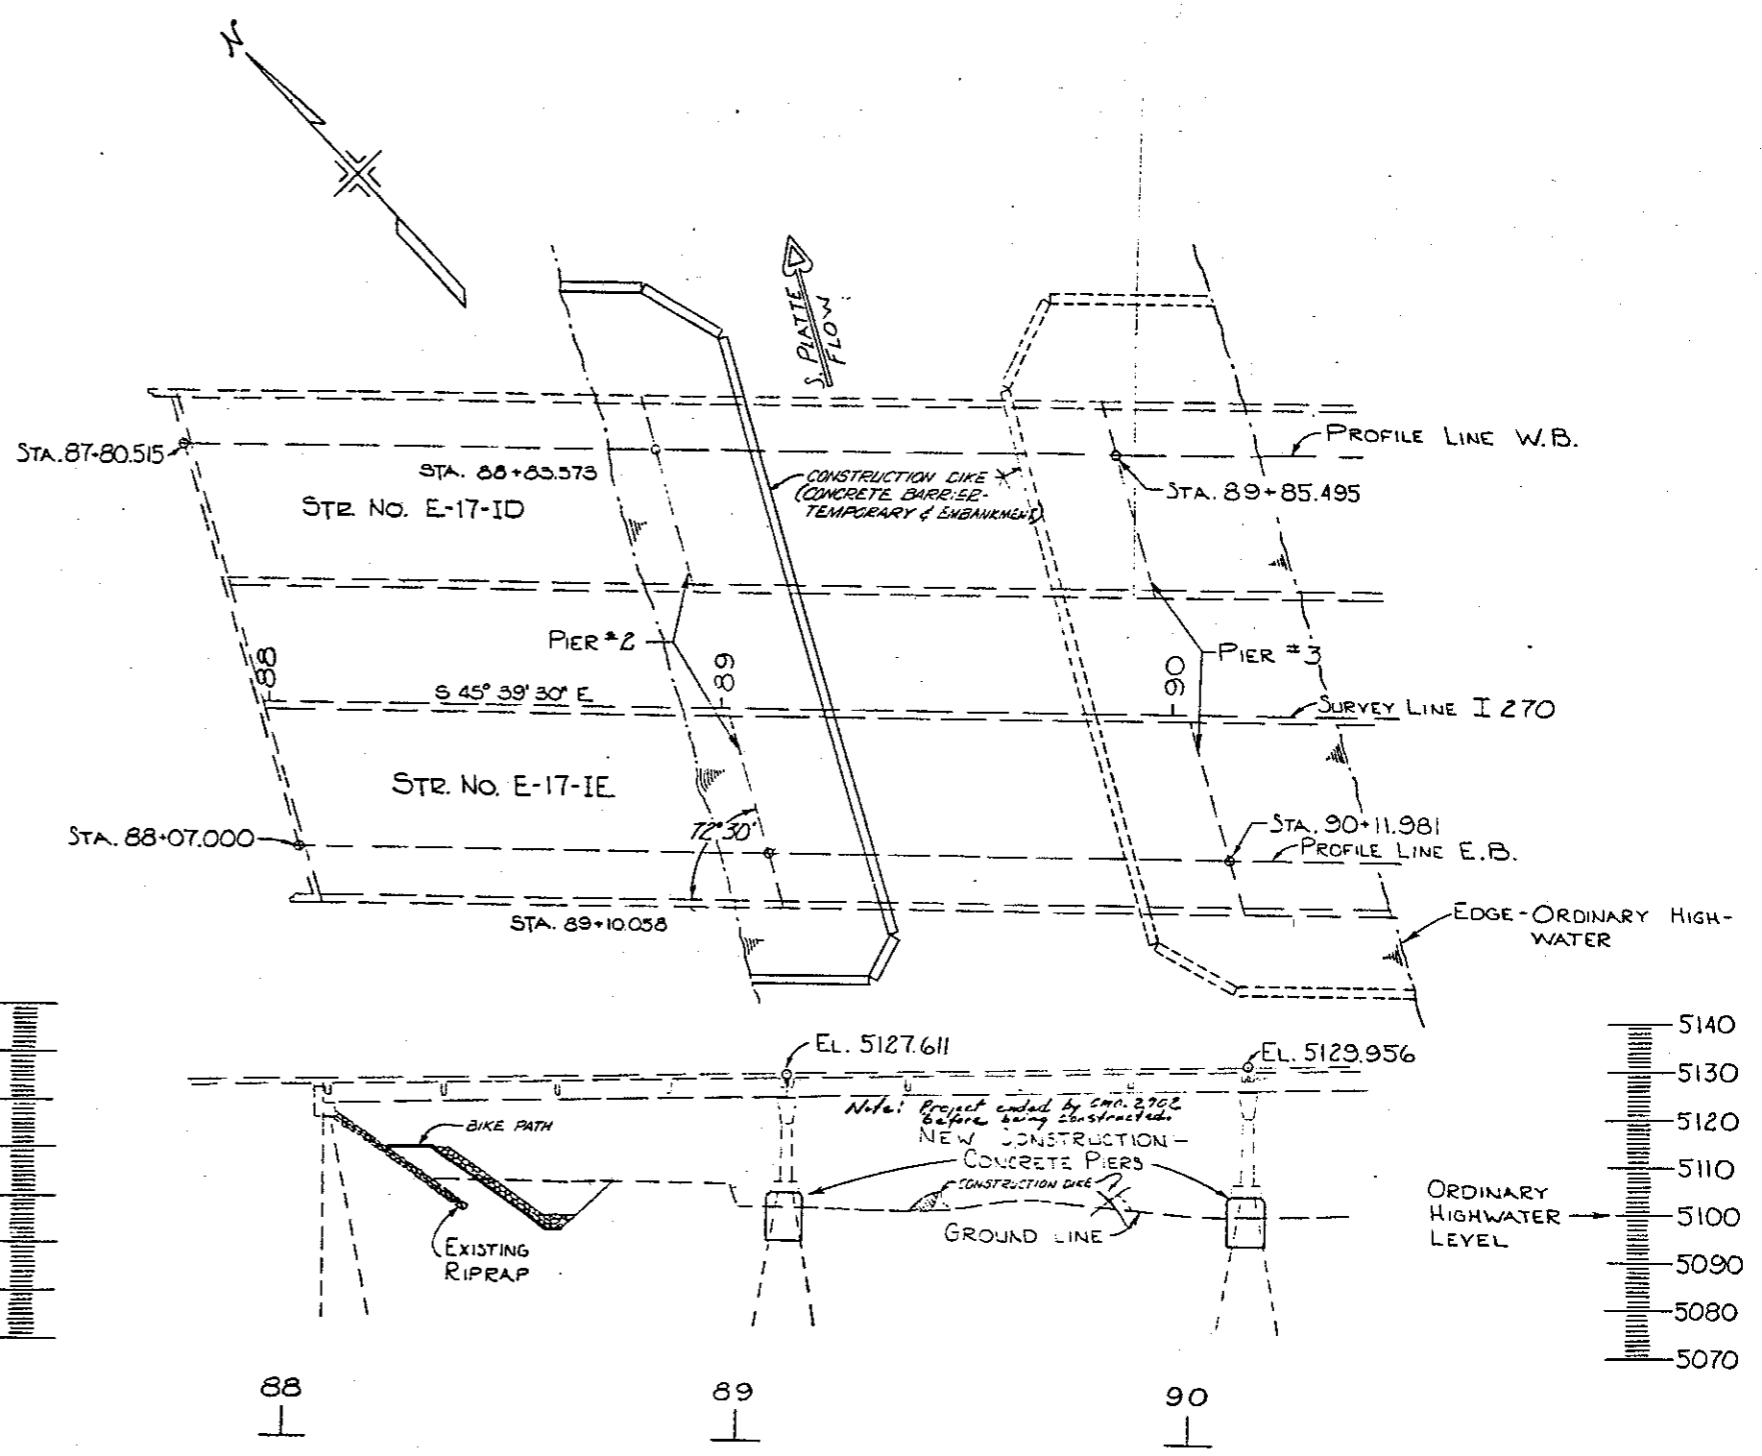 N
S. PLATTE
FLOW
STA. 87+80.515
STA. 88+83.573
STR NO. E-17-ID
CONSTRUCTION DIKE
(CONCRETE BARRIER-
TEMPORARY & EMBANKMENT)
PROFILE LINE W.B.
STA. 89+85.495
PIER #2
PIER #3
88
89
90
S 45° 39' 30" E
SURVEY LINE I 270
STR. NO. E-17-IE
72° 30'
STA. 88+07.000
STA. 90+11.981
PROFILE LINE E.B.
STA. 89+10.058
EDGE-ORDINARY HIGH-
WATER
EL. 5127.611
EL. 5129.956
Note: Project ended by cmo. 2902
before being constructed.
NEW CONSTRUCTION-
CONCRETE PIERS
BIKE PATH
CONSTRUCTION DIKE
GROUND LINE
EXISTING
RIPRAP
ORDINARY
HIGHWATER
LEVEL
5140
5130
5120
5110
5100
5090
5080
5070
88
89
90